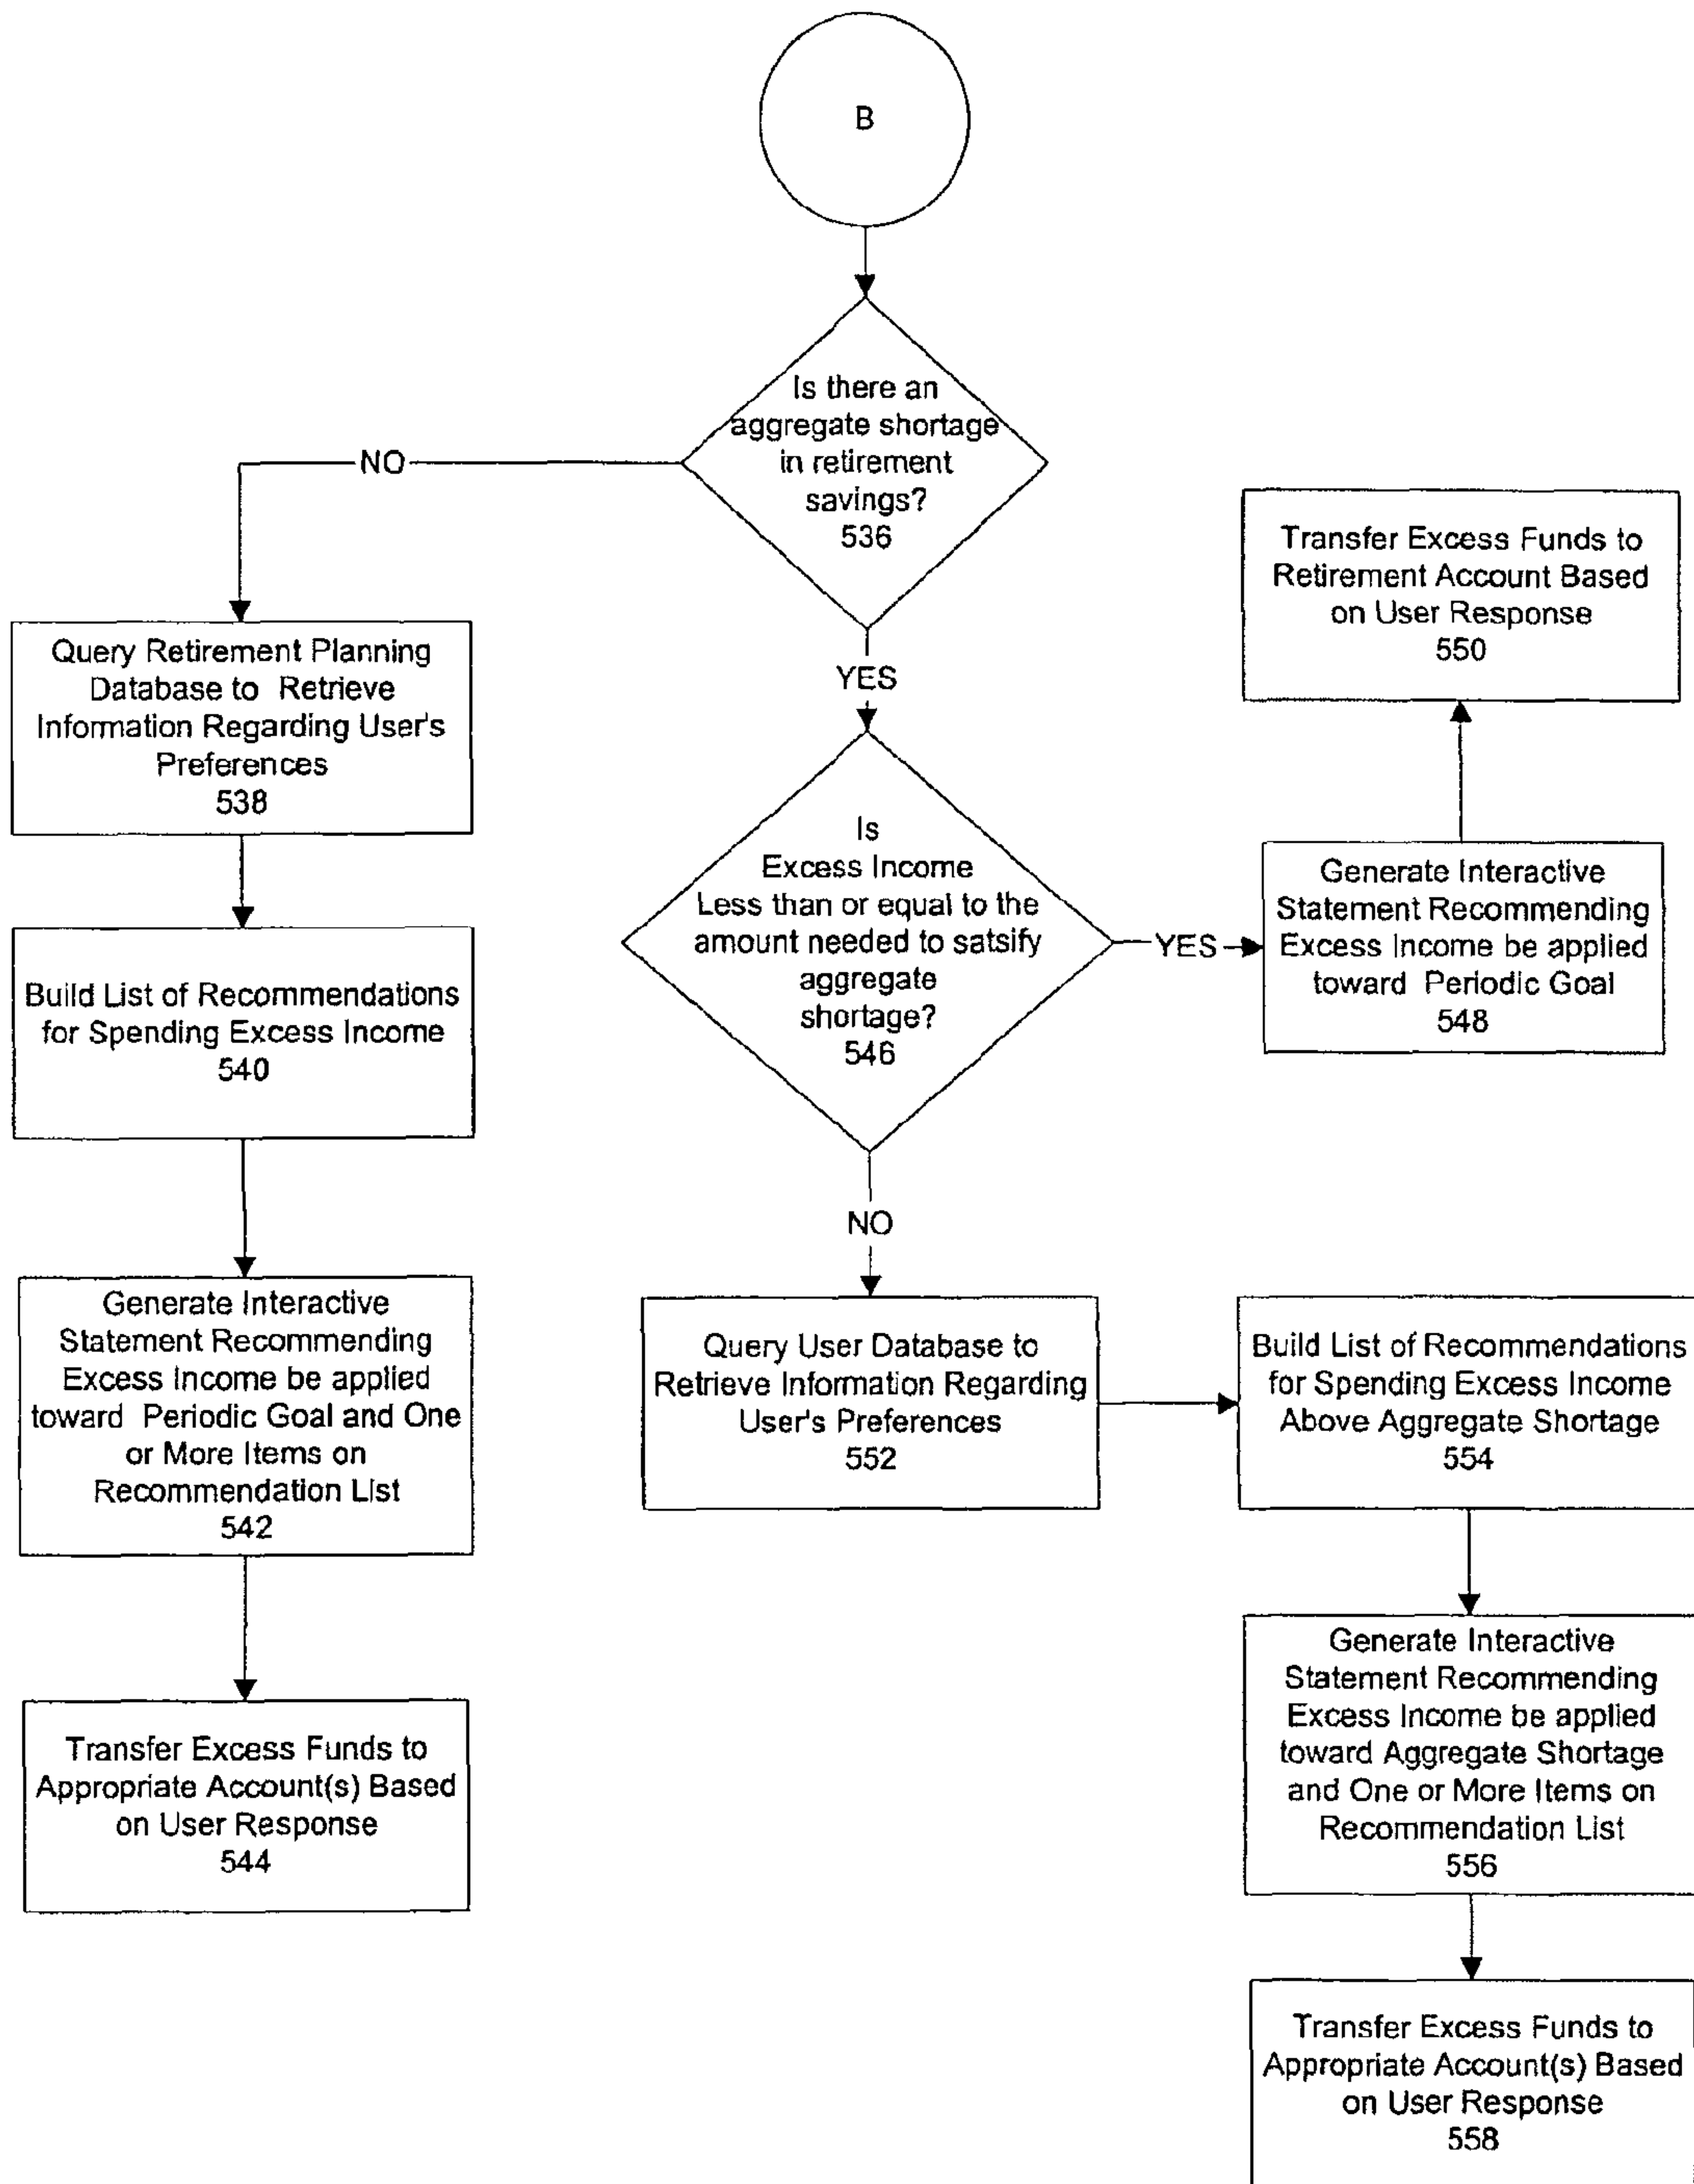 B
Is there an
aggregate shortage
in retirement
savings?
536
NO
YES
Query Retirement Planning
Database to Retrieve
Information Regarding User's
Preferences
538
Build List of Recommendations
for Spending Excess Income
540
Generate Interactive
Statement Recommending
Excess Income be applied
toward Periodic Goal and One
or More Items on
Recommendation List
542
Transfer Excess Funds to
Appropriate Account(s) Based
on User Response
544
Is
Excess Income
Less than or equal to the
amount needed to satsify
aggregate
shortage?
546
YES
Generate Interactive
Statement Recommending
Excess Income be applied
toward Periodic Goal
548
Transfer Excess Funds to
Retirement Account Based
on User Response
550
NO
Query User Database to
Retrieve Information Regarding
User's Preferences
552
Build List of Recommendations
for Spending Excess Income
Above Aggregate Shortage
554
Generate Interactive
Statement Recommending
Excess Income be applied
toward Aggregate Shortage
and One or More Items on
Recommendation List
556
Transfer Excess Funds to
Appropriate Account(s) Based
on User Response
558